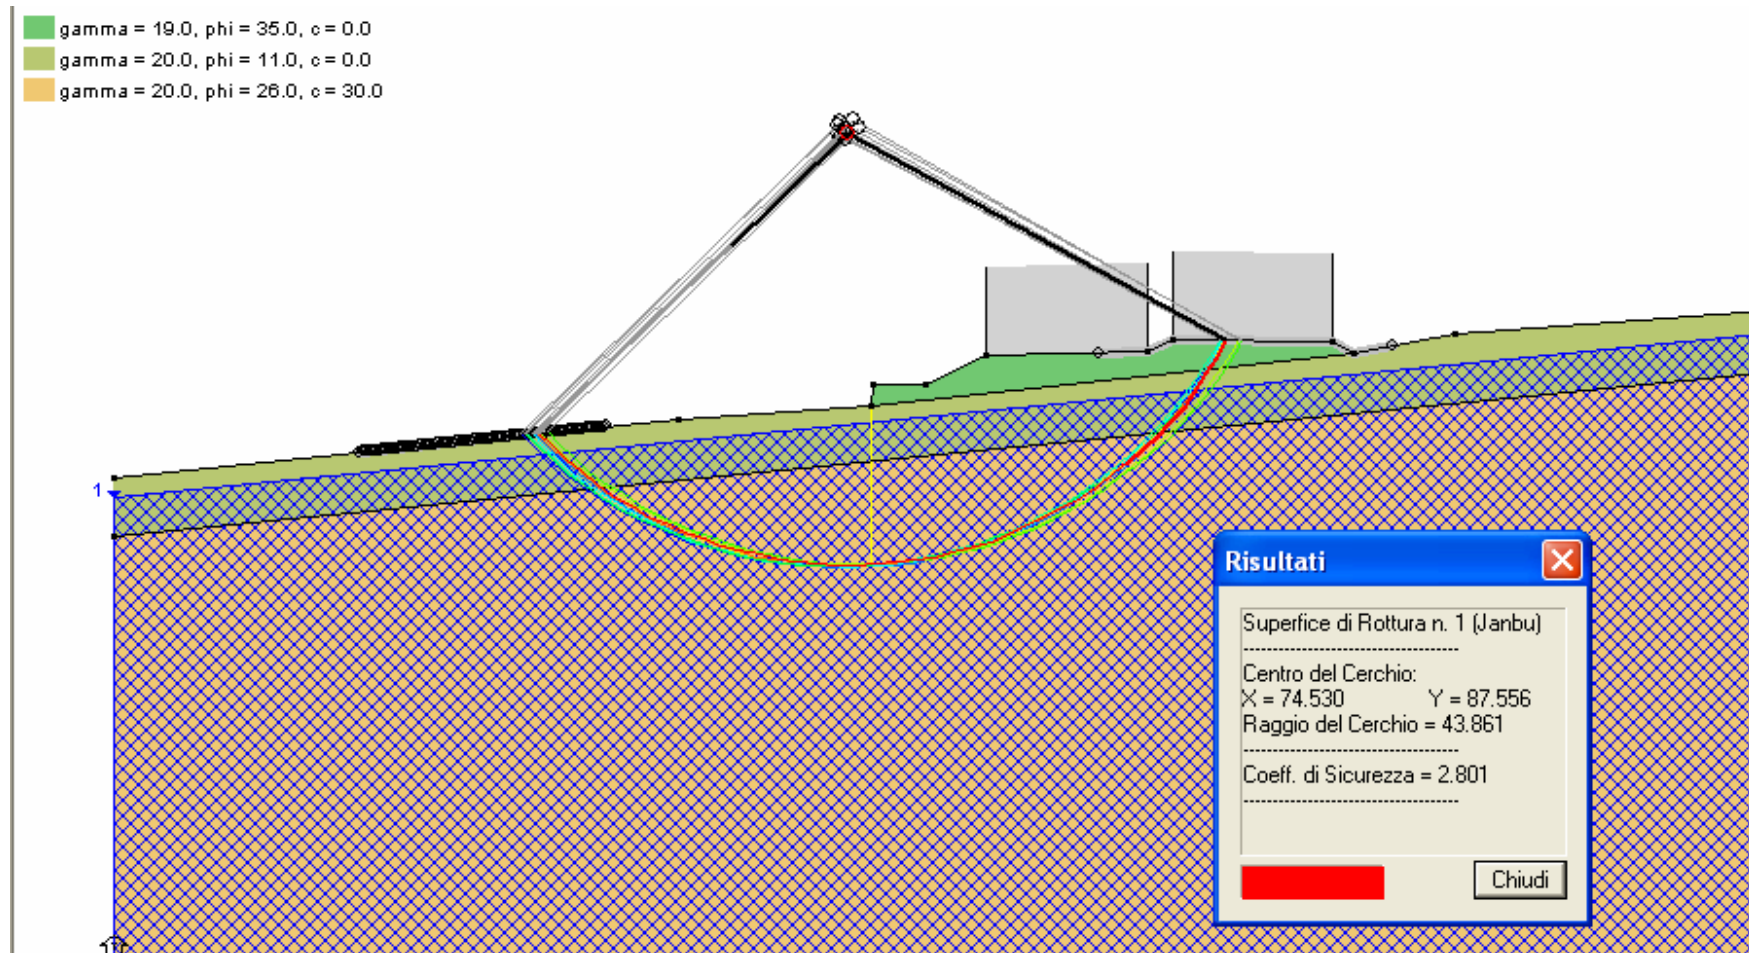 gamma = 19.0, phi = 35.0, c = 0.0
gamma = 20.0, phi = 11.0, c = 0.0
gamma = 20.0, phi = 26.0, c = 30.0
1
Risultati
Superfice di Rottura n. 1 (Janbu)
--------------------------------
Centro del Cerchio:
X = 74.530 Y = 87.556
Raggio del Cerchio = 43.861
--------------------------------
Coeff. di Sicurezza = 2.801
--------------------------------
Chiudi